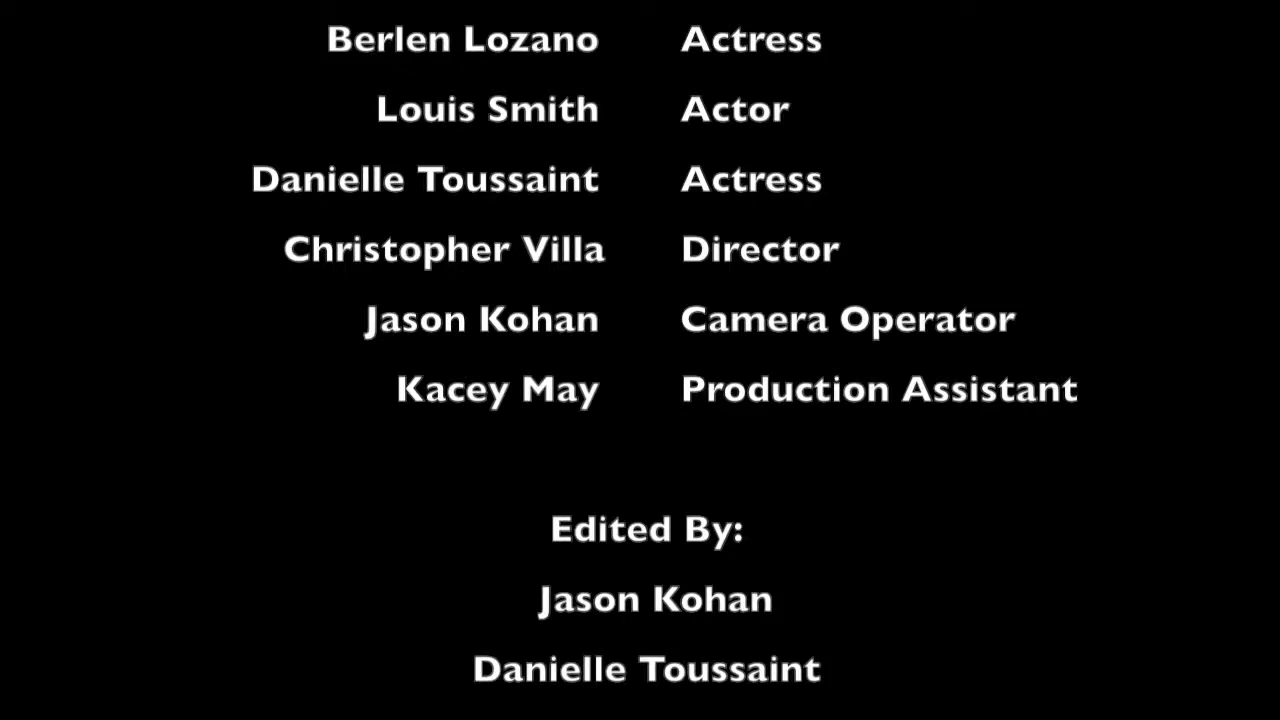 Berlen Lozano Actress
Louis Smith Actor
Danielle Toussaint Actress
Christopher Villa Director
Jason Kohan Camera Operator
Kacey May Production Assistant
Edited By:
Jason Kohan
Danielle Toussaint